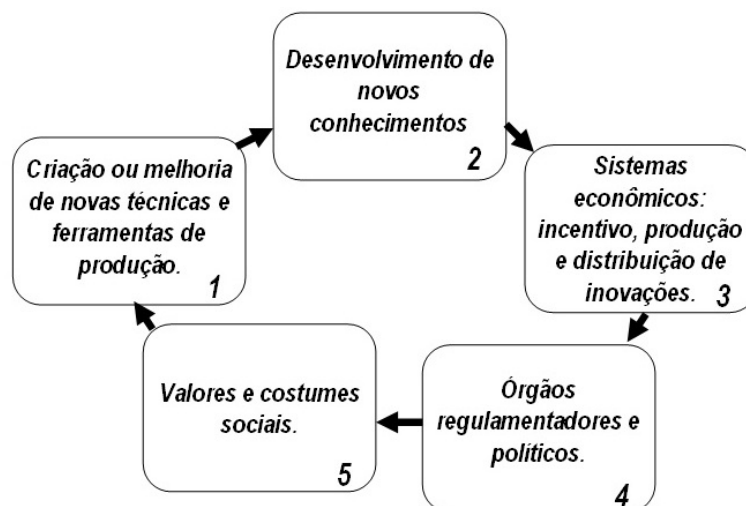 Criação ou melhoria
de novas técnicas e
ferramentas de
produção.
1
Desenvolvimento de
novos
conhecimentos
2
Sistemas
econômicos:
incentivo, produção
e distribuição de
inovações.
3
Órgãos
regulamentadores e
políticos.
4
Valores e costumes
sociais.
5